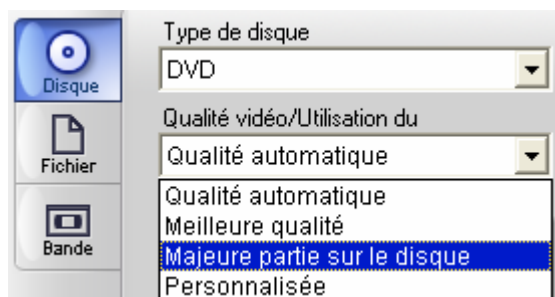 Type de disque
DVD
Disque
Qualité vidéo/Utilisation du
Qualité automatique
Fichier
Qualité automatique
Meilleure qualité
Bande
Majeure partie sur le disque
Personnalisée